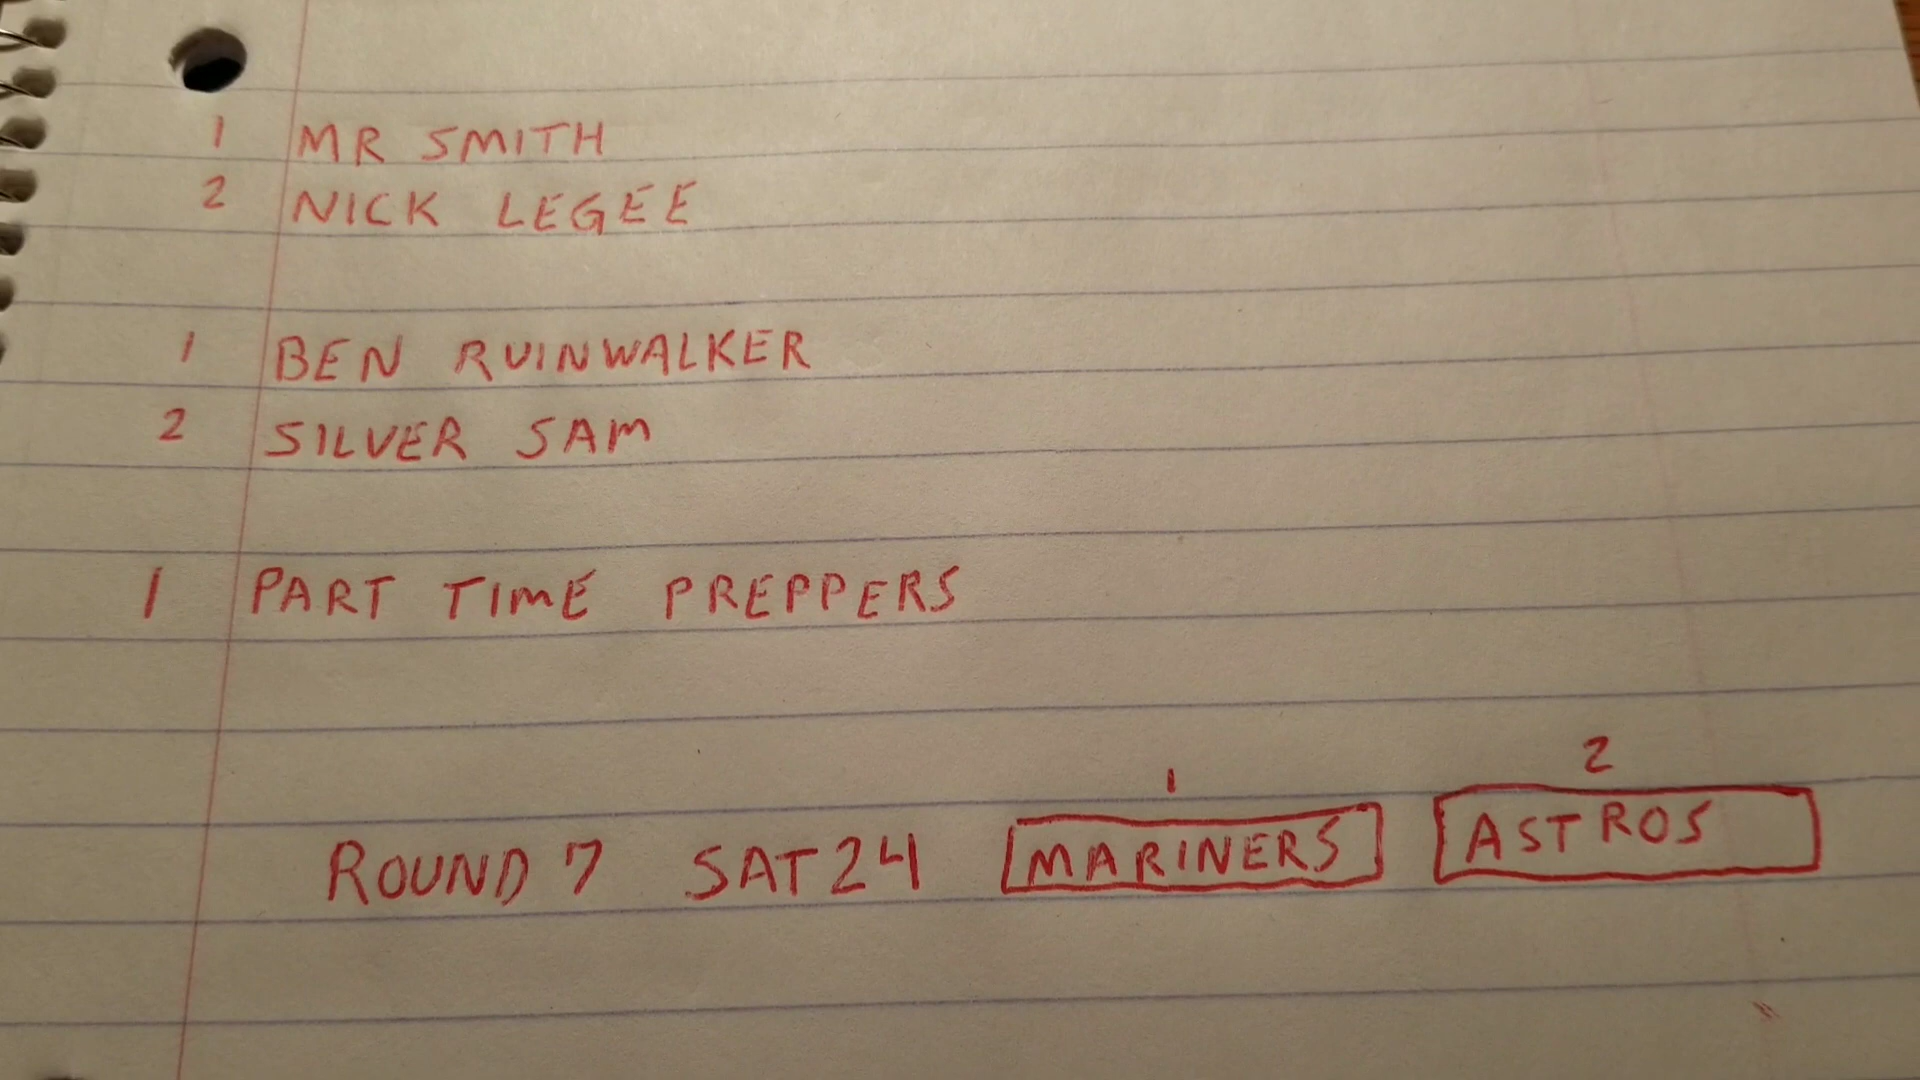 1 MR SMITH
2 NICK LEGEE
1 BEN RUINWALKER
2 SILVER SAM
1 PART TIME PREPPERS
1 2
ROUND 7 SAT 24 MARINERS ASTROS